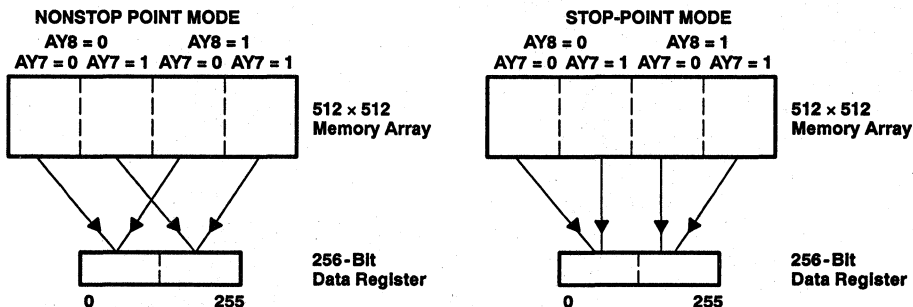 NONSTOP POINT MODE
AY8 = 0 AY8 = 1
AY7 = 0 AY7 = 1 AY7 = 0 AY7 = 1
512 × 512
Memory Array
256-Bit
Data Register
0 255
STOP-POINT MODE
AY8 = 0 AY8 = 1
AY7 = 0 AY7 = 1 AY7 = 0 AY7 = 1
512 × 512
Memory Array
256-Bit
Data Register
0 255